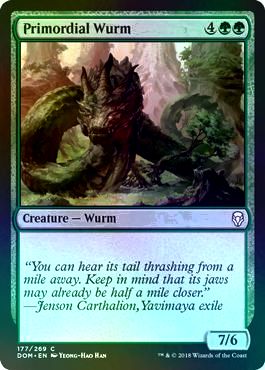 Primordial Wurm 4
Creature — Wurm
“You can hear its tail thrashing from a
mile away. Keep in mind that its jaws
may already be half a mile closer.”
—Jenson Carthalion, Yavimaya exile
7/6
177/269 C
DOM • EN Yeong-Hao Han
™ & © 2018 Wizards of the Coast